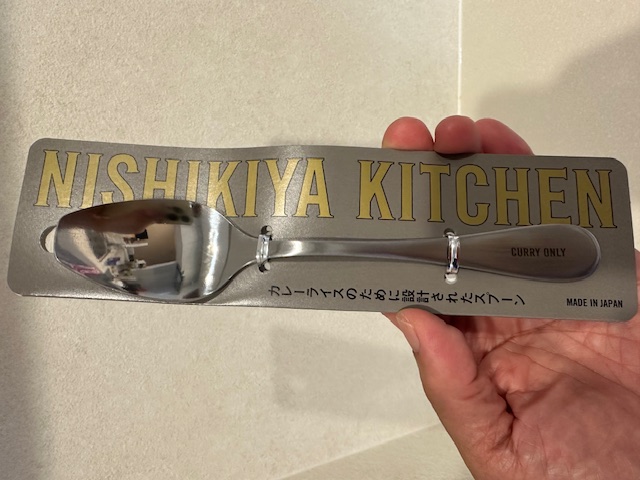 NISHIKIYA KITCHEN
CURRY ONLY
カレーライスのために設計されたスプーン
MADE IN JAPAN